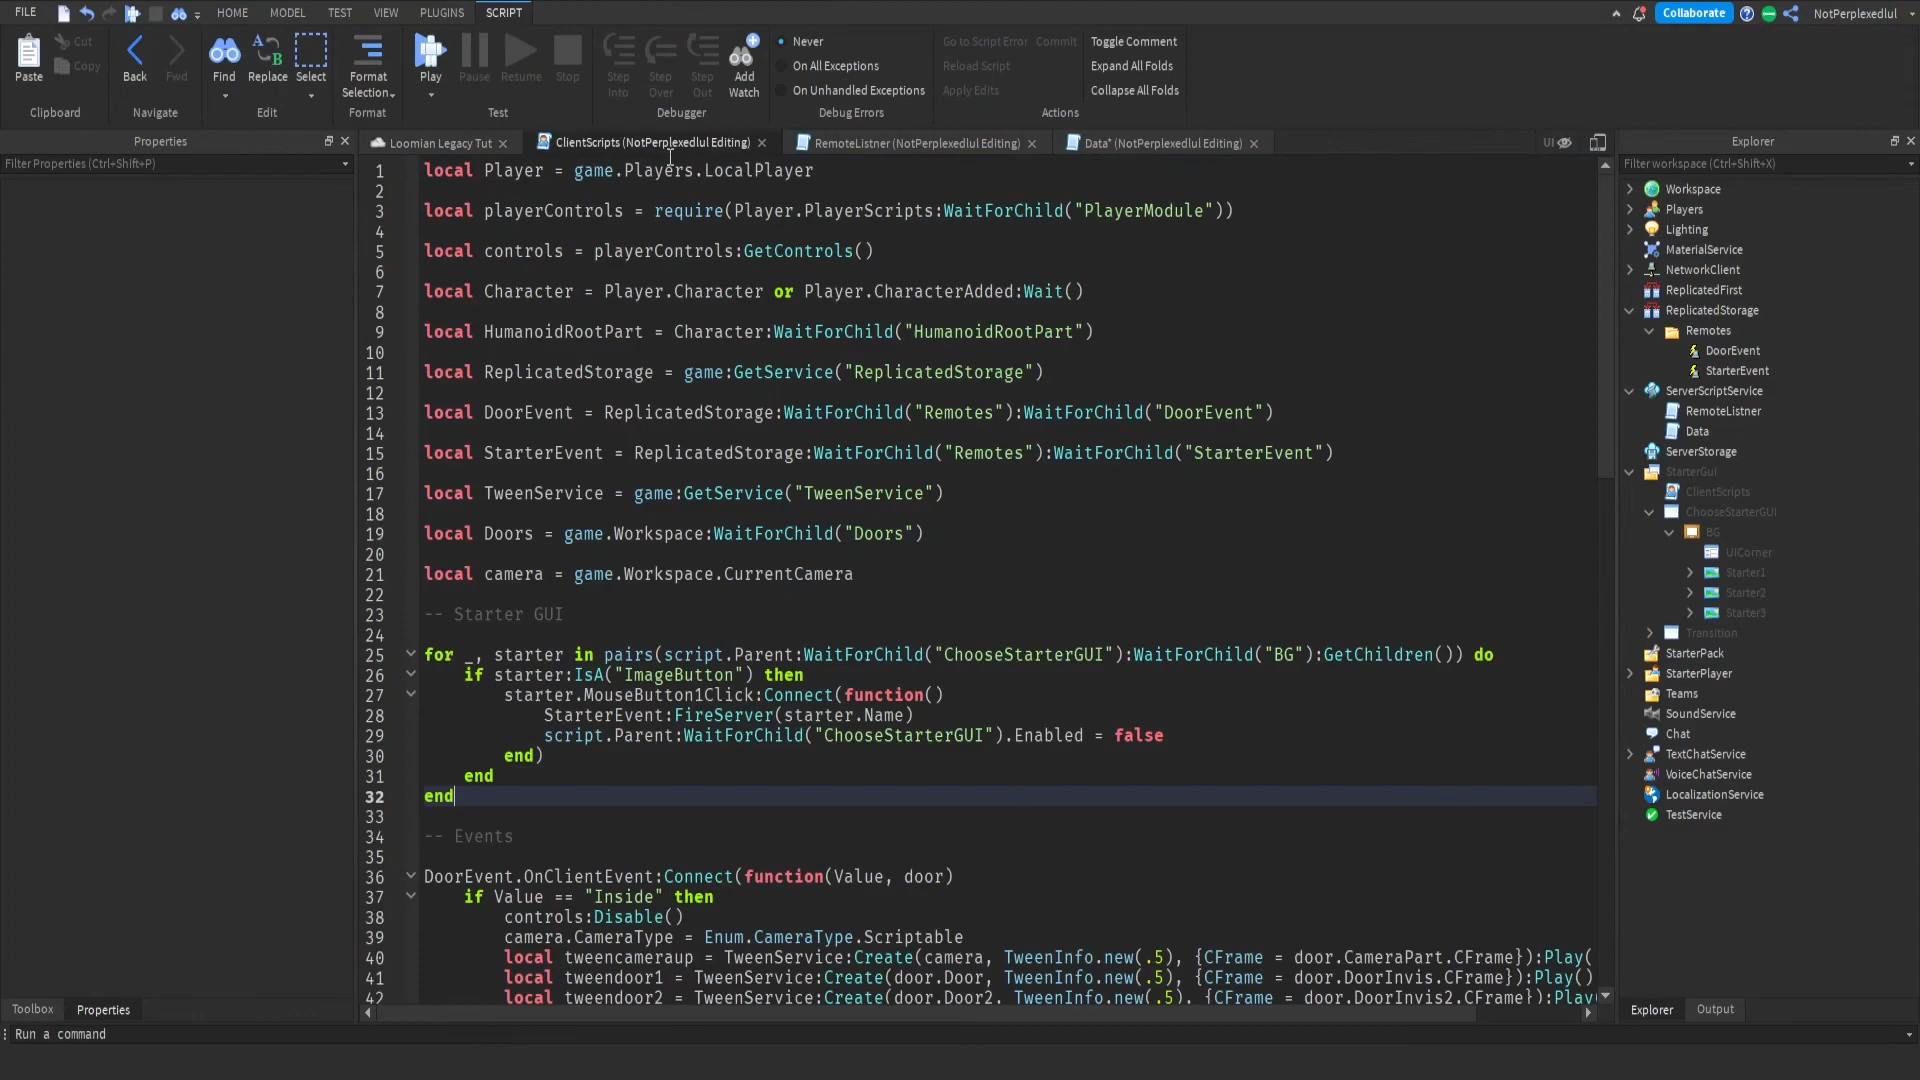 FILE HOME MODEL TEST VIEW PLUGINS SCRIPT Collaborate NotPerplexedlul
Cut Never Go to Script Error Commit Toggle Comment
Copy On All Exceptions Reload Script Expand All Folds
Paste Back Fwd Find Replace Select Format Selection Play Pause Resume Stop Step Into Step Over Step Out Add Watch On Unhandled Exceptions Apply Edits Collapse All Folds
Clipboard Navigate Edit Format Test Debugger Debug Errors Actions
Properties Loomian Legacy Tut ClientScripts (NotPerplexedlul Editing) RemoteListner (NotPerplexedlul Editing) Data* (NotPerplexedlul Editing) UI Explorer
Filter Properties (Ctrl+Shift+P)
Filter workspace (Ctrl+Shift+X)
1 local Player = game.Players.LocalPlayer
2
3 local playerControls = require(Player.PlayerScripts:WaitForChild("PlayerModule"))
4
5 local controls = playerControls:GetControls()
6
7 local Character = Player.Character or Player.CharacterAdded:Wait()
8
9 local HumanoidRootPart = Character:WaitForChild("HumanoidRootPart")
10
11 local ReplicatedStorage = game:GetService("ReplicatedStorage")
12
13 local DoorEvent = ReplicatedStorage:WaitForChild("Remotes"):WaitForChild("DoorEvent")
14
15 local StarterEvent = ReplicatedStorage:WaitForChild("Remotes"):WaitForChild("StarterEvent")
16
17 local TweenService = game:GetService("TweenService")
18
19 local Doors = game.Workspace:WaitForChild("Doors")
20
21 local camera = game.Workspace.CurrentCamera
22
23 -- Starter GUI
24
25 for _, starter in pairs(script.Parent:WaitForChild("ChooseStarterGUI"):WaitForChild("BG"):GetChildren()) do
26 if starter:IsA("ImageButton") then
27 starter.MouseButton1Click:Connect(function()
28 StarterEvent:FireServer(starter.Name)
29 script.Parent:WaitForChild("ChooseStarterGUI").Enabled = false
30 end)
31 end
32 end
33
34 -- Events
35
36 DoorEvent.OnClientEvent:Connect(function(Value, door)
37 if Value == "Inside" then
38 controls:Disable()
39 camera.CameraType = Enum.CameraType.Scriptable
40 local tweencameraup = TweenService:Create(camera, TweenInfo.new(.5), {CFrame = door.CameraPart.CFrame}):Play(
41 local tweendoor1 = TweenService:Create(door.Door, TweenInfo.new(.5), {CFrame = door.DoorInvis.CFrame}):Play()
42 local tweendoor2 = TweenService:Create(door.Door2, TweenInfo.new(.5), {CFrame = door.DoorInvis2.CFrame}):Play
Workspace
Players
Lighting
MaterialService
NetworkClient
ReplicatedFirst
ReplicatedStorage
Remotes
DoorEvent
StarterEvent
ServerScriptService
RemoteListner
Data
ServerStorage
StarterGui
ClientScripts
ChooseStarterGUI
BG
UICorner
Starter1
Starter2
Starter3
Transition
StarterPack
StarterPlayer
Teams
SoundService
Chat
TextChatService
VoiceChatService
LocalizationService
TestService
Toolbox Properties Explorer Output
Run a command